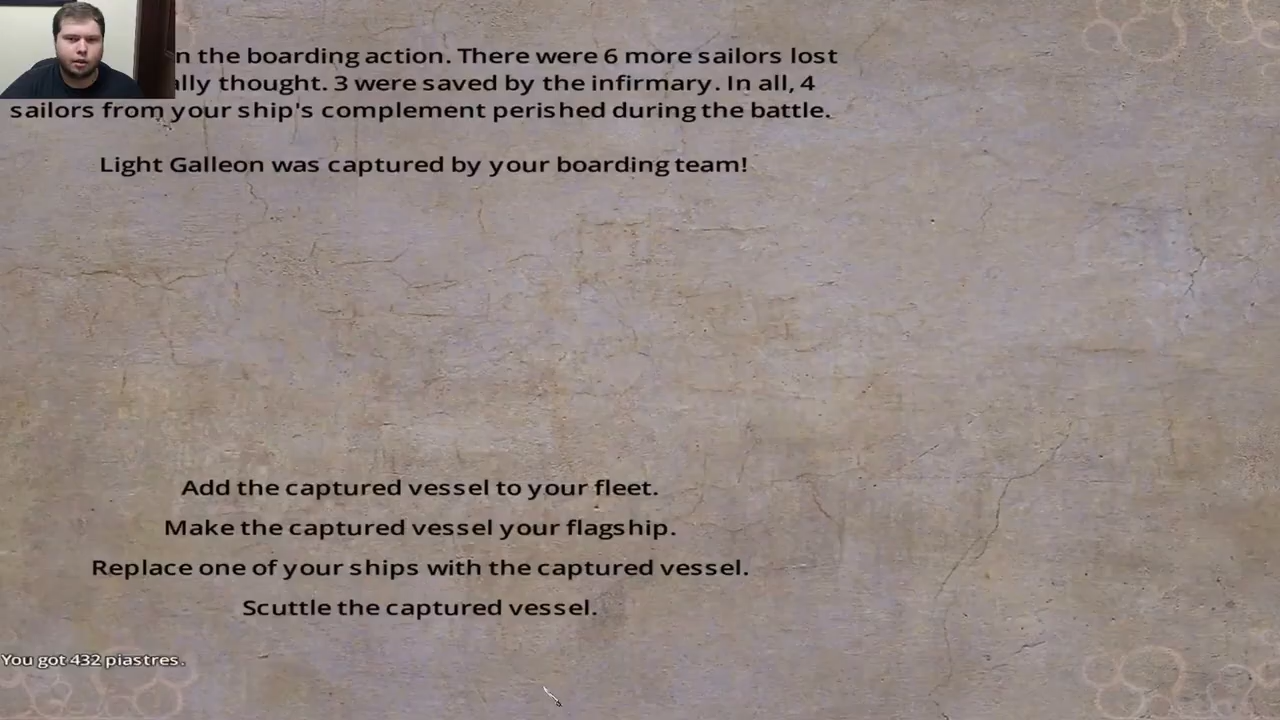 n the boarding action. There were 6 more sailors lost
ally thought. 3 were saved by the infirmary. In all, 4
sailors from your ship's complement perished during the battle.
Light Galleon was captured by your boarding team!
Add the captured vessel to your fleet.
Make the captured vessel your flagship.
Replace one of your ships with the captured vessel.
Scuttle the captured vessel.
You got 432 piastres.